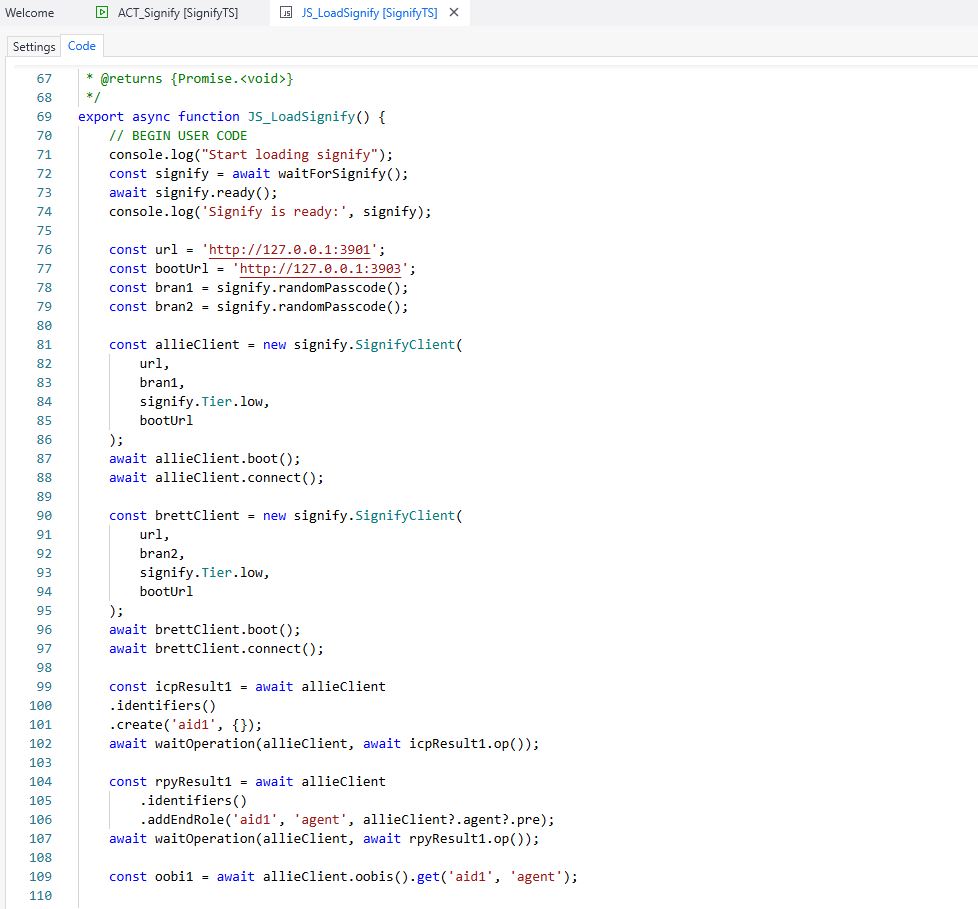 Welcome ACT_Signify [SignifyTS] JS JS_LoadSignify [SignifyTS] ✕
Settings Code
67 * @returns {Promise.<void>}
68 */
69 export async function JS_LoadSignify() {
70 // BEGIN USER CODE
71 console.log("Start loading signify");
72 const signify = await waitForSignify();
73 await signify.ready();
74 console.log('Signify is ready:', signify);
75
76 const url = 'http://127.0.0.1:3901';
77 const bootUrl = 'http://127.0.0.1:3903';
78 const bran1 = signify.randomPasscode();
79 const bran2 = signify.randomPasscode();
80
81 const allieClient = new signify.SignifyClient(
82 url,
83 bran1,
84 signify.Tier.low,
85 bootUrl
86 );
87 await allieClient.boot();
88 await allieClient.connect();
89
90 const brettClient = new signify.SignifyClient(
91 url,
92 bran2,
93 signify.Tier.low,
94 bootUrl
95 );
96 await brettClient.boot();
97 await brettClient.connect();
98
99 const icpResult1 = await allieClient
100 .identifiers()
101 .create('aid1', {});
102 await waitOperation(allieClient, await icpResult1.op());
103
104 const rpyResult1 = await allieClient
105 .identifiers()
106 .addEndRole('aid1', 'agent', allieClient?.agent?.pre);
107 await waitOperation(allieClient, await rpyResult1.op());
108
109 const oobi1 = await allieClient.oobis().get('aid1', 'agent');
110